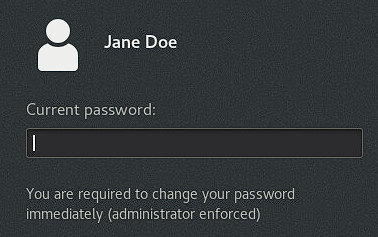 Jane Doe
Current password:
You are required to change your password
immediately (administrator enforced)